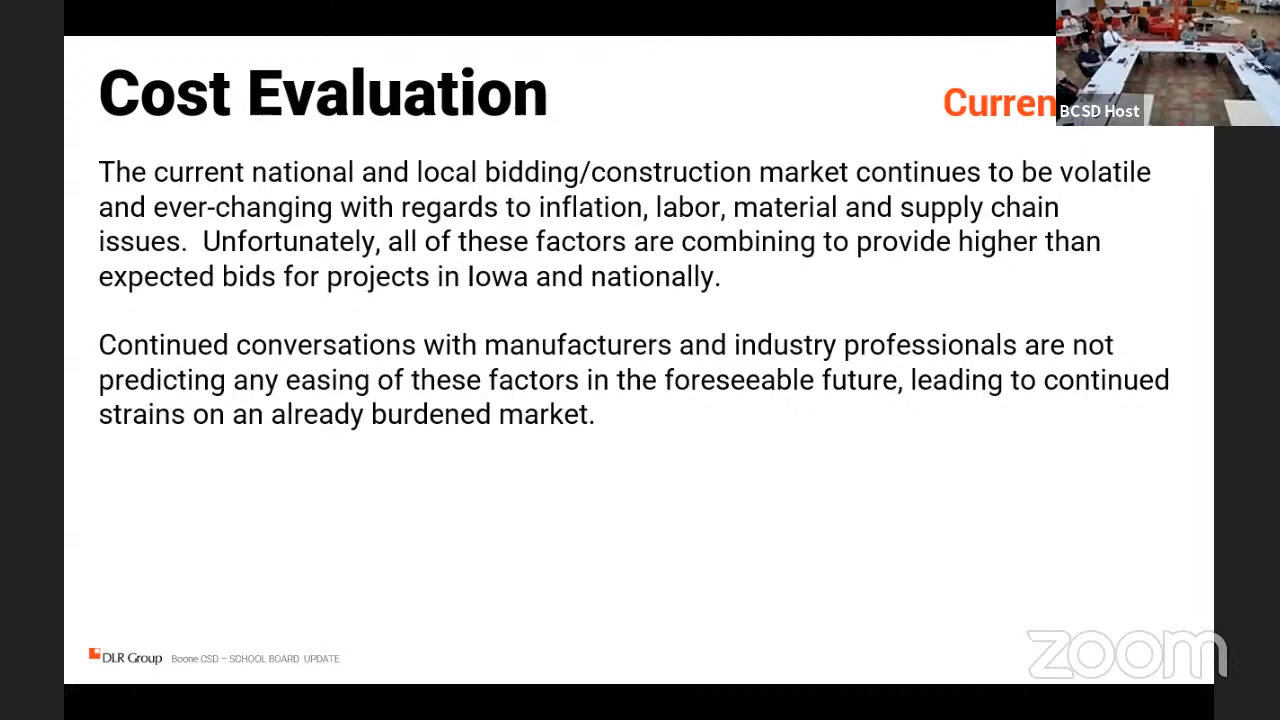 Cost Evaluation
BCSD Host
The current national and local bidding/construction market continues to be volatile
and ever-changing with regards to inflation, labor, material and supply chain
issues.  Unfortunately, all of these factors are combining to provide higher than
expected bids for projects in Iowa and nationally.
Continued conversations with manufacturers and industry professionals are not
predicting any easing of these factors in the foreseeable future, leading to continued
strains on an already burdened market.
DLR Group Boone CSD – SCHOOL BOARD UPDATE
zoom